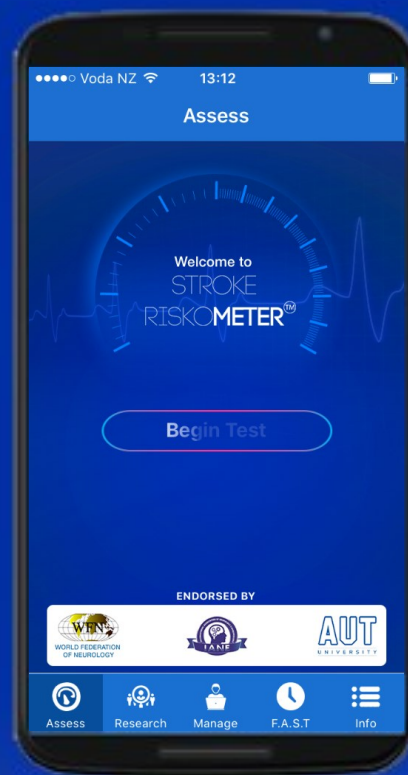 ●●●●○ Voda NZ 13:12
Assess
Welcome to
STROKE
RISKOMETER™
Begin Test
ENDORSED BY
WFN
WORLD FEDERATION
OF NEUROLOGY
IANE
AUT
UNIVERSITY
Assess Research Manage F.A.S.T Info